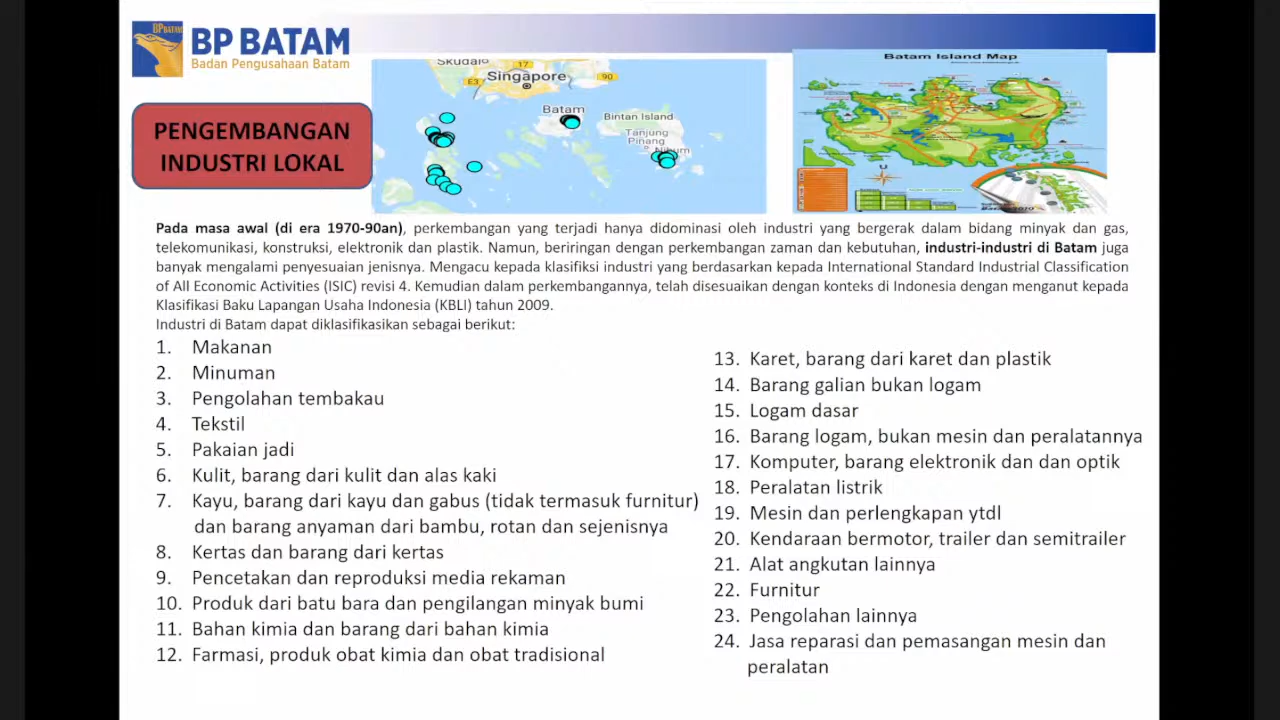 BP BATAM
BP BATAM
Badan Pengusahaan Batam
PENGEMBANGAN
INDUSTRI LOKAL
Skudai
17
E3
Singapore
90
Batam
Bintan Island
Tanjung
Pinang
Batam Island Map
U
Pada masa awal (di era 1970-90an), perkembangan yang terjadi hanya didominasi oleh industri yang bergerak dalam bidang minyak dan gas,
telekomunikasi, konstruksi, elektronik dan plastik. Namun, beriringan dengan perkembangan zaman dan kebutuhan, industri-industri di Batam juga
banyak mengalami penyesuaian jenisnya. Mengacu kepada klasifiksi industri yang berdasarkan kepada International Standard Industrial Classification
of All Economic Activities (ISIC) revisi 4. Kemudian dalam perkembangannya, telah disesuaikan dengan konteks di Indonesia dengan menganut kepada
Klasifikasi Baku Lapangan Usaha Indonesia (KBLI) tahun 2009.
Industri di Batam dapat diklasifikasikan sebagai berikut:
1. Makanan
2. Minuman
3. Pengolahan tembakau
4. Tekstil
5. Pakaian jadi
6. Kulit, barang dari kulit dan alas kaki
7. Kayu, barang dari kayu dan gabus (tidak termasuk furnitur)
dan barang anyaman dari bambu, rotan dan sejenisnya
8. Kertas dan barang dari kertas
9. Pencetakan dan reproduksi media rekaman
10. Produk dari batu bara dan pengilangan minyak bumi
11. Bahan kimia dan barang dari bahan kimia
12. Farmasi, produk obat kimia dan obat tradisional
13. Karet, barang dari karet dan plastik
14. Barang galian bukan logam
15. Logam dasar
16. Barang logam, bukan mesin dan peralatannya
17. Komputer, barang elektronik dan dan optik
18. Peralatan listrik
19. Mesin dan perlengkapan ytdl
20. Kendaraan bermotor, trailer dan semitrailer
21. Alat angkutan lainnya
22. Furnitur
23. Pengolahan lainnya
24. Jasa reparasi dan pemasangan mesin dan
peralatan